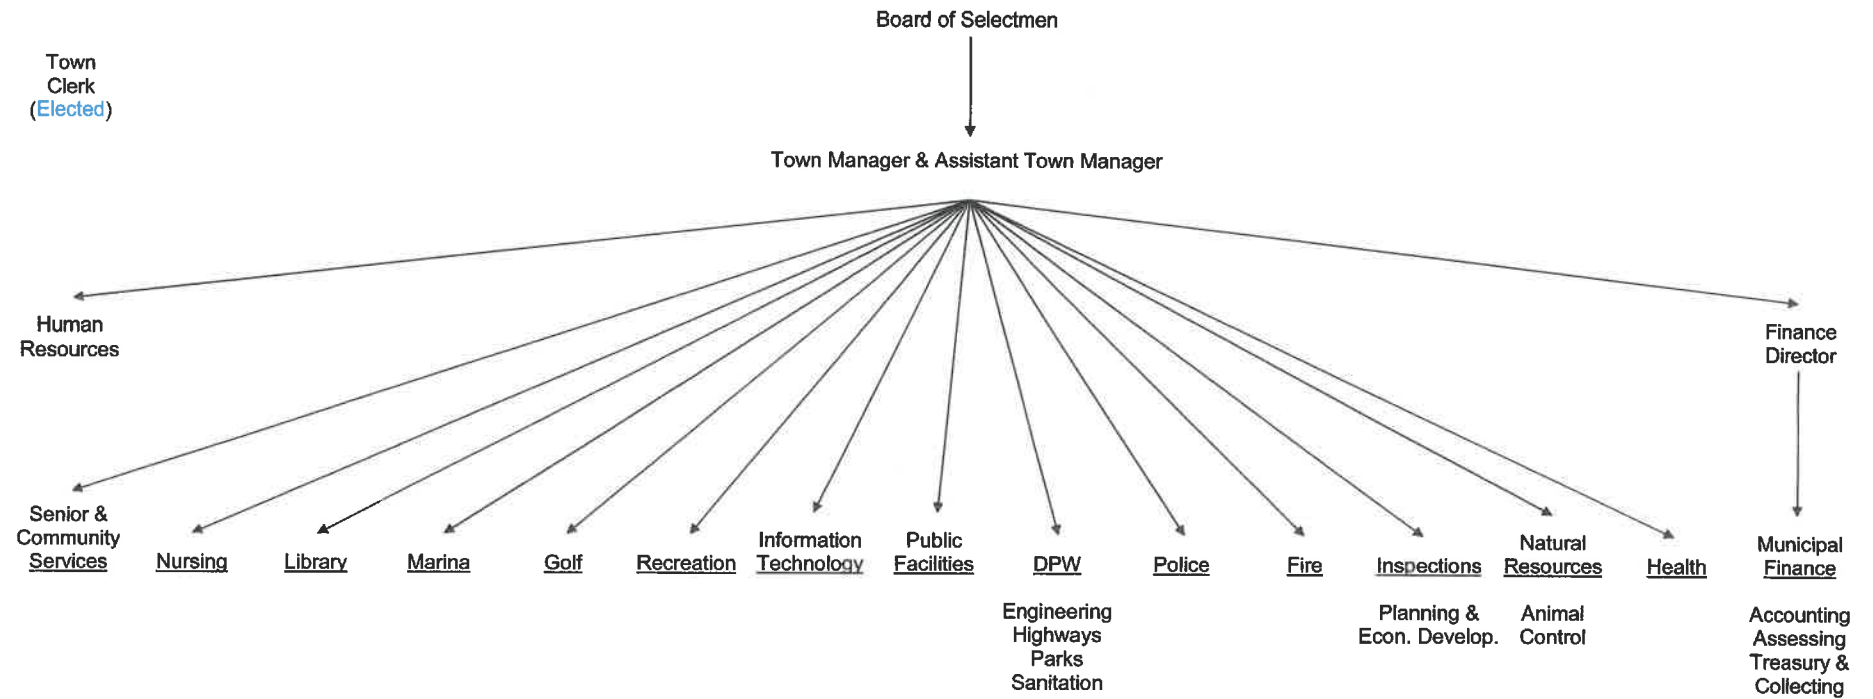 Board of Selectmen
Town
Clerk
(Elected)
Town Manager & Assistant Town Manager
Human
Resources
Finance
Director
Senior &
Community
Services
Nursing
Library
Marina
Golf
Recreation
Information
Technology
Public
Facilities
DPW
Engineering
Highways
Parks
Sanitation
Police
Fire
Inspections
Planning &
Econ. Develop.
Natural
Resources
Animal
Control
Health
Municipal
Finance
Accounting
Assessing
Treasury &
Collecting